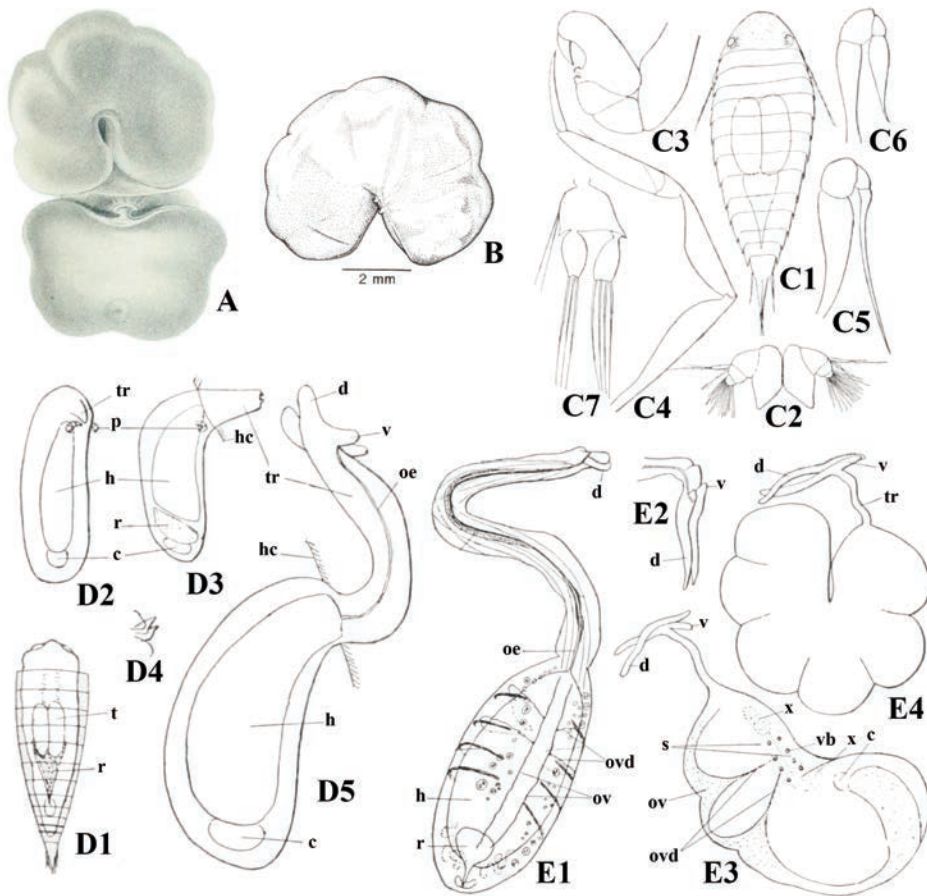 A
B
2 mm
C3
C1
C6
C5
C7
C4
C2
tr
p
h
r
c
D2
hc
D3
D4
t
r
D1
d
v
tr
oe
hc
h
c
D5
d
oe
ovd
ov
h
r
E1
E2
v
d
d
v
tr
E4
v
d
x
s
vb
x
c
ov
ovd
E3